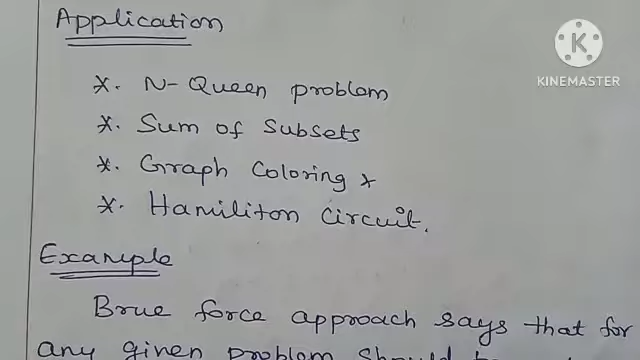 Application
K
KINEMASTER
*. N-Queen problem
*. Sum of Subsets
*. Graph Coloring *
*. Hamiliton Circuit.
Example
Brue force approach says that for
any given problem should